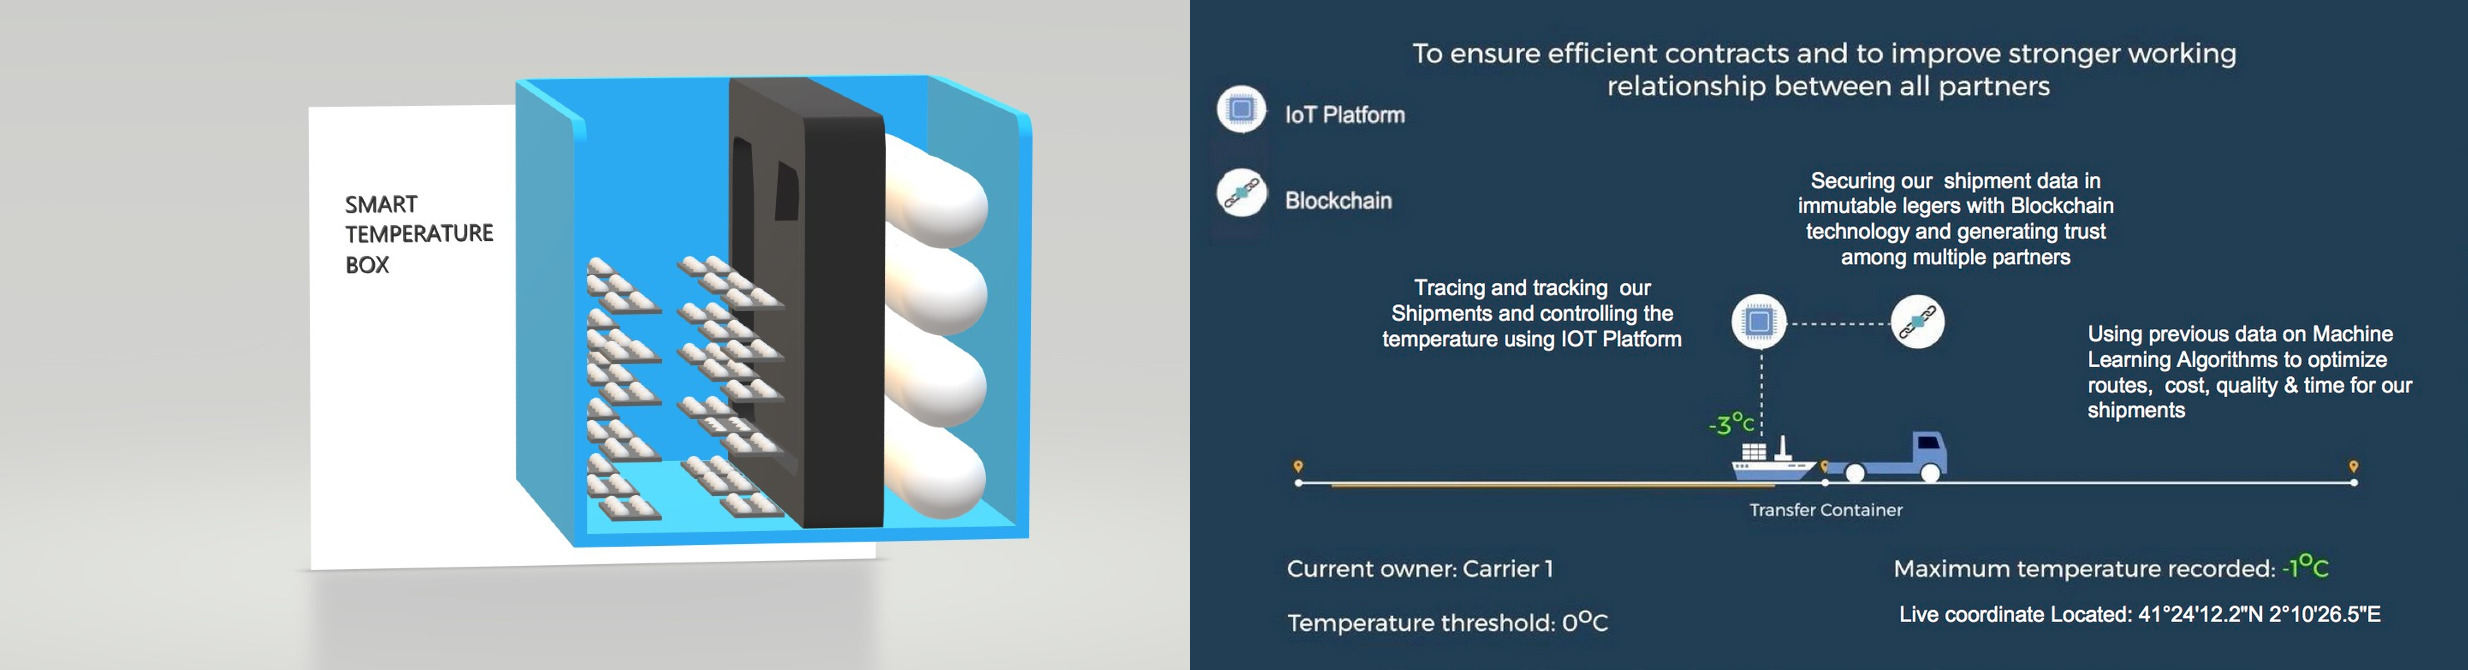 SMART
TEMPERATURE
BOX
To ensure efficient contracts and to improve stronger working
relationship between all partners
IoT Platform
Blockchain
Securing our shipment data in
immutable legers with Blockchain
technology and generating trust
among multiple partners
Tracing and tracking our
Shipments and controlling the
temperature using IOT Platform
Using previous data on Machine
Learning Algorithms to optimize
routes, cost, quality & time for our
shipments
-3°C
Transfer Container
Current owner: Carrier 1
Maximum temperature recorded: -1°C
Temperature threshold: 0°C
Live coordinate Located: 41°24'12.2"N 2°10'26.5"E